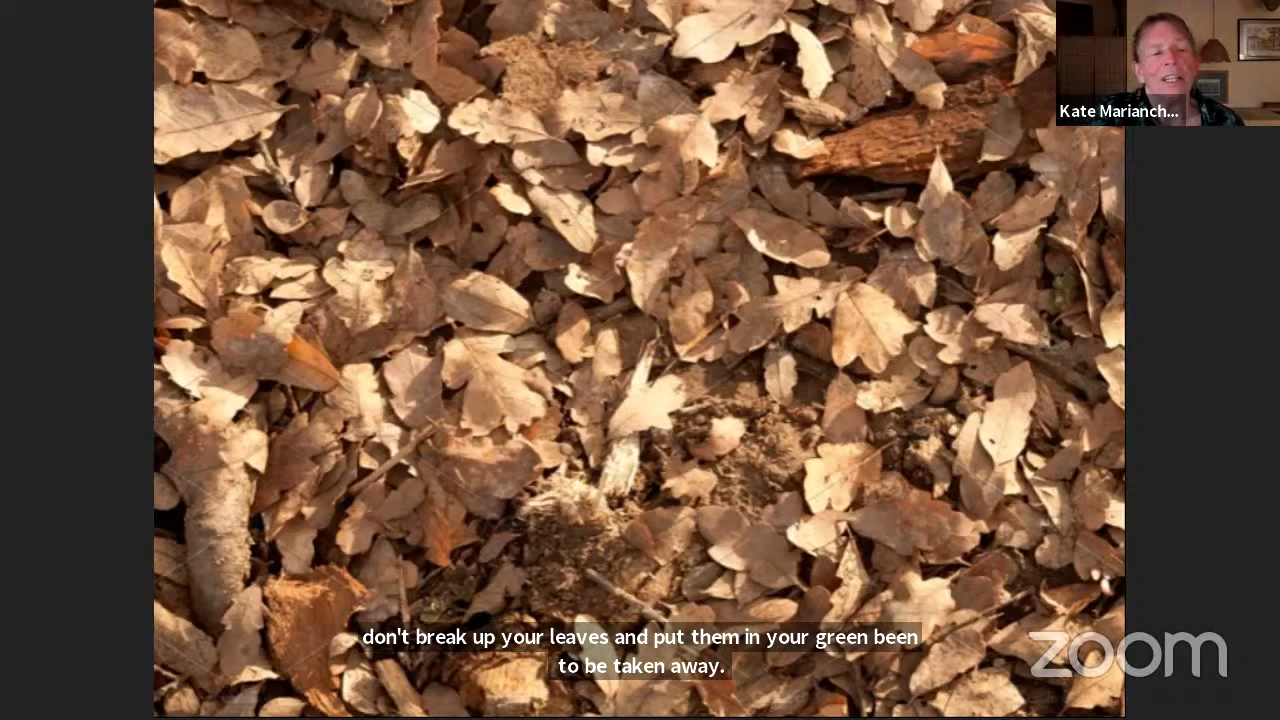 Kate Marianch...
don't break up your leaves and put them in your green been
to be taken away.
zoom